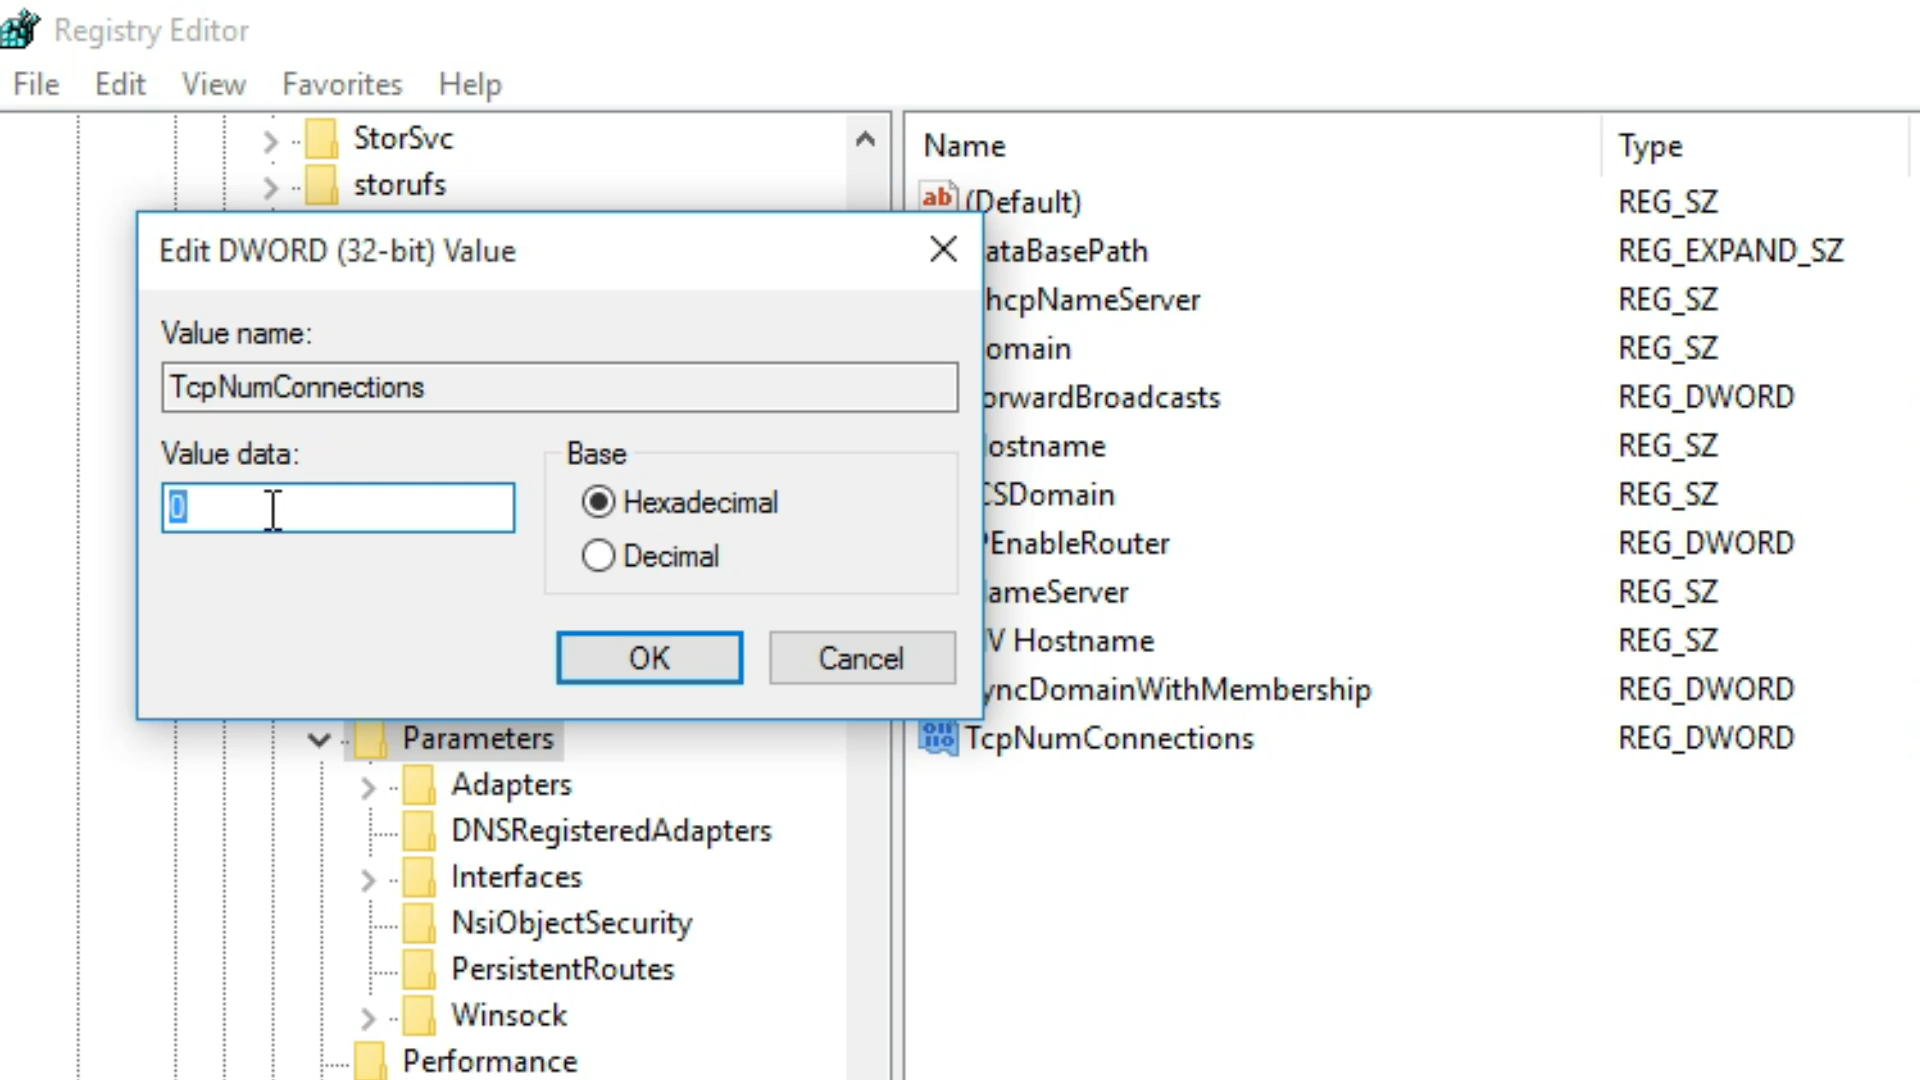 Registry Editor
File Edit View Favorites Help
StorSvc
storufs
Edit DWORD (32-bit) Value
Value name:
TcpNumConnections
Value data:
0
Base
Hexadecimal
Decimal
OK Cancel
Parameters
Adapters
DNSRegisteredAdapters
Interfaces
NsiObjectSecurity
PersistentRoutes
Winsock
Performance
Name Type
ab (Default) REG_SZ
ataBasePath REG_EXPAND_SZ
hcpNameServer REG_SZ
omain REG_SZ
orwardBroadcasts REG_DWORD
ostname REG_SZ
CSDomain REG_SZ
PEnableRouter REG_DWORD
ameServer REG_SZ
V Hostname REG_SZ
yncDomainWithMembership REG_DWORD
TcpNumConnections REG_DWORD